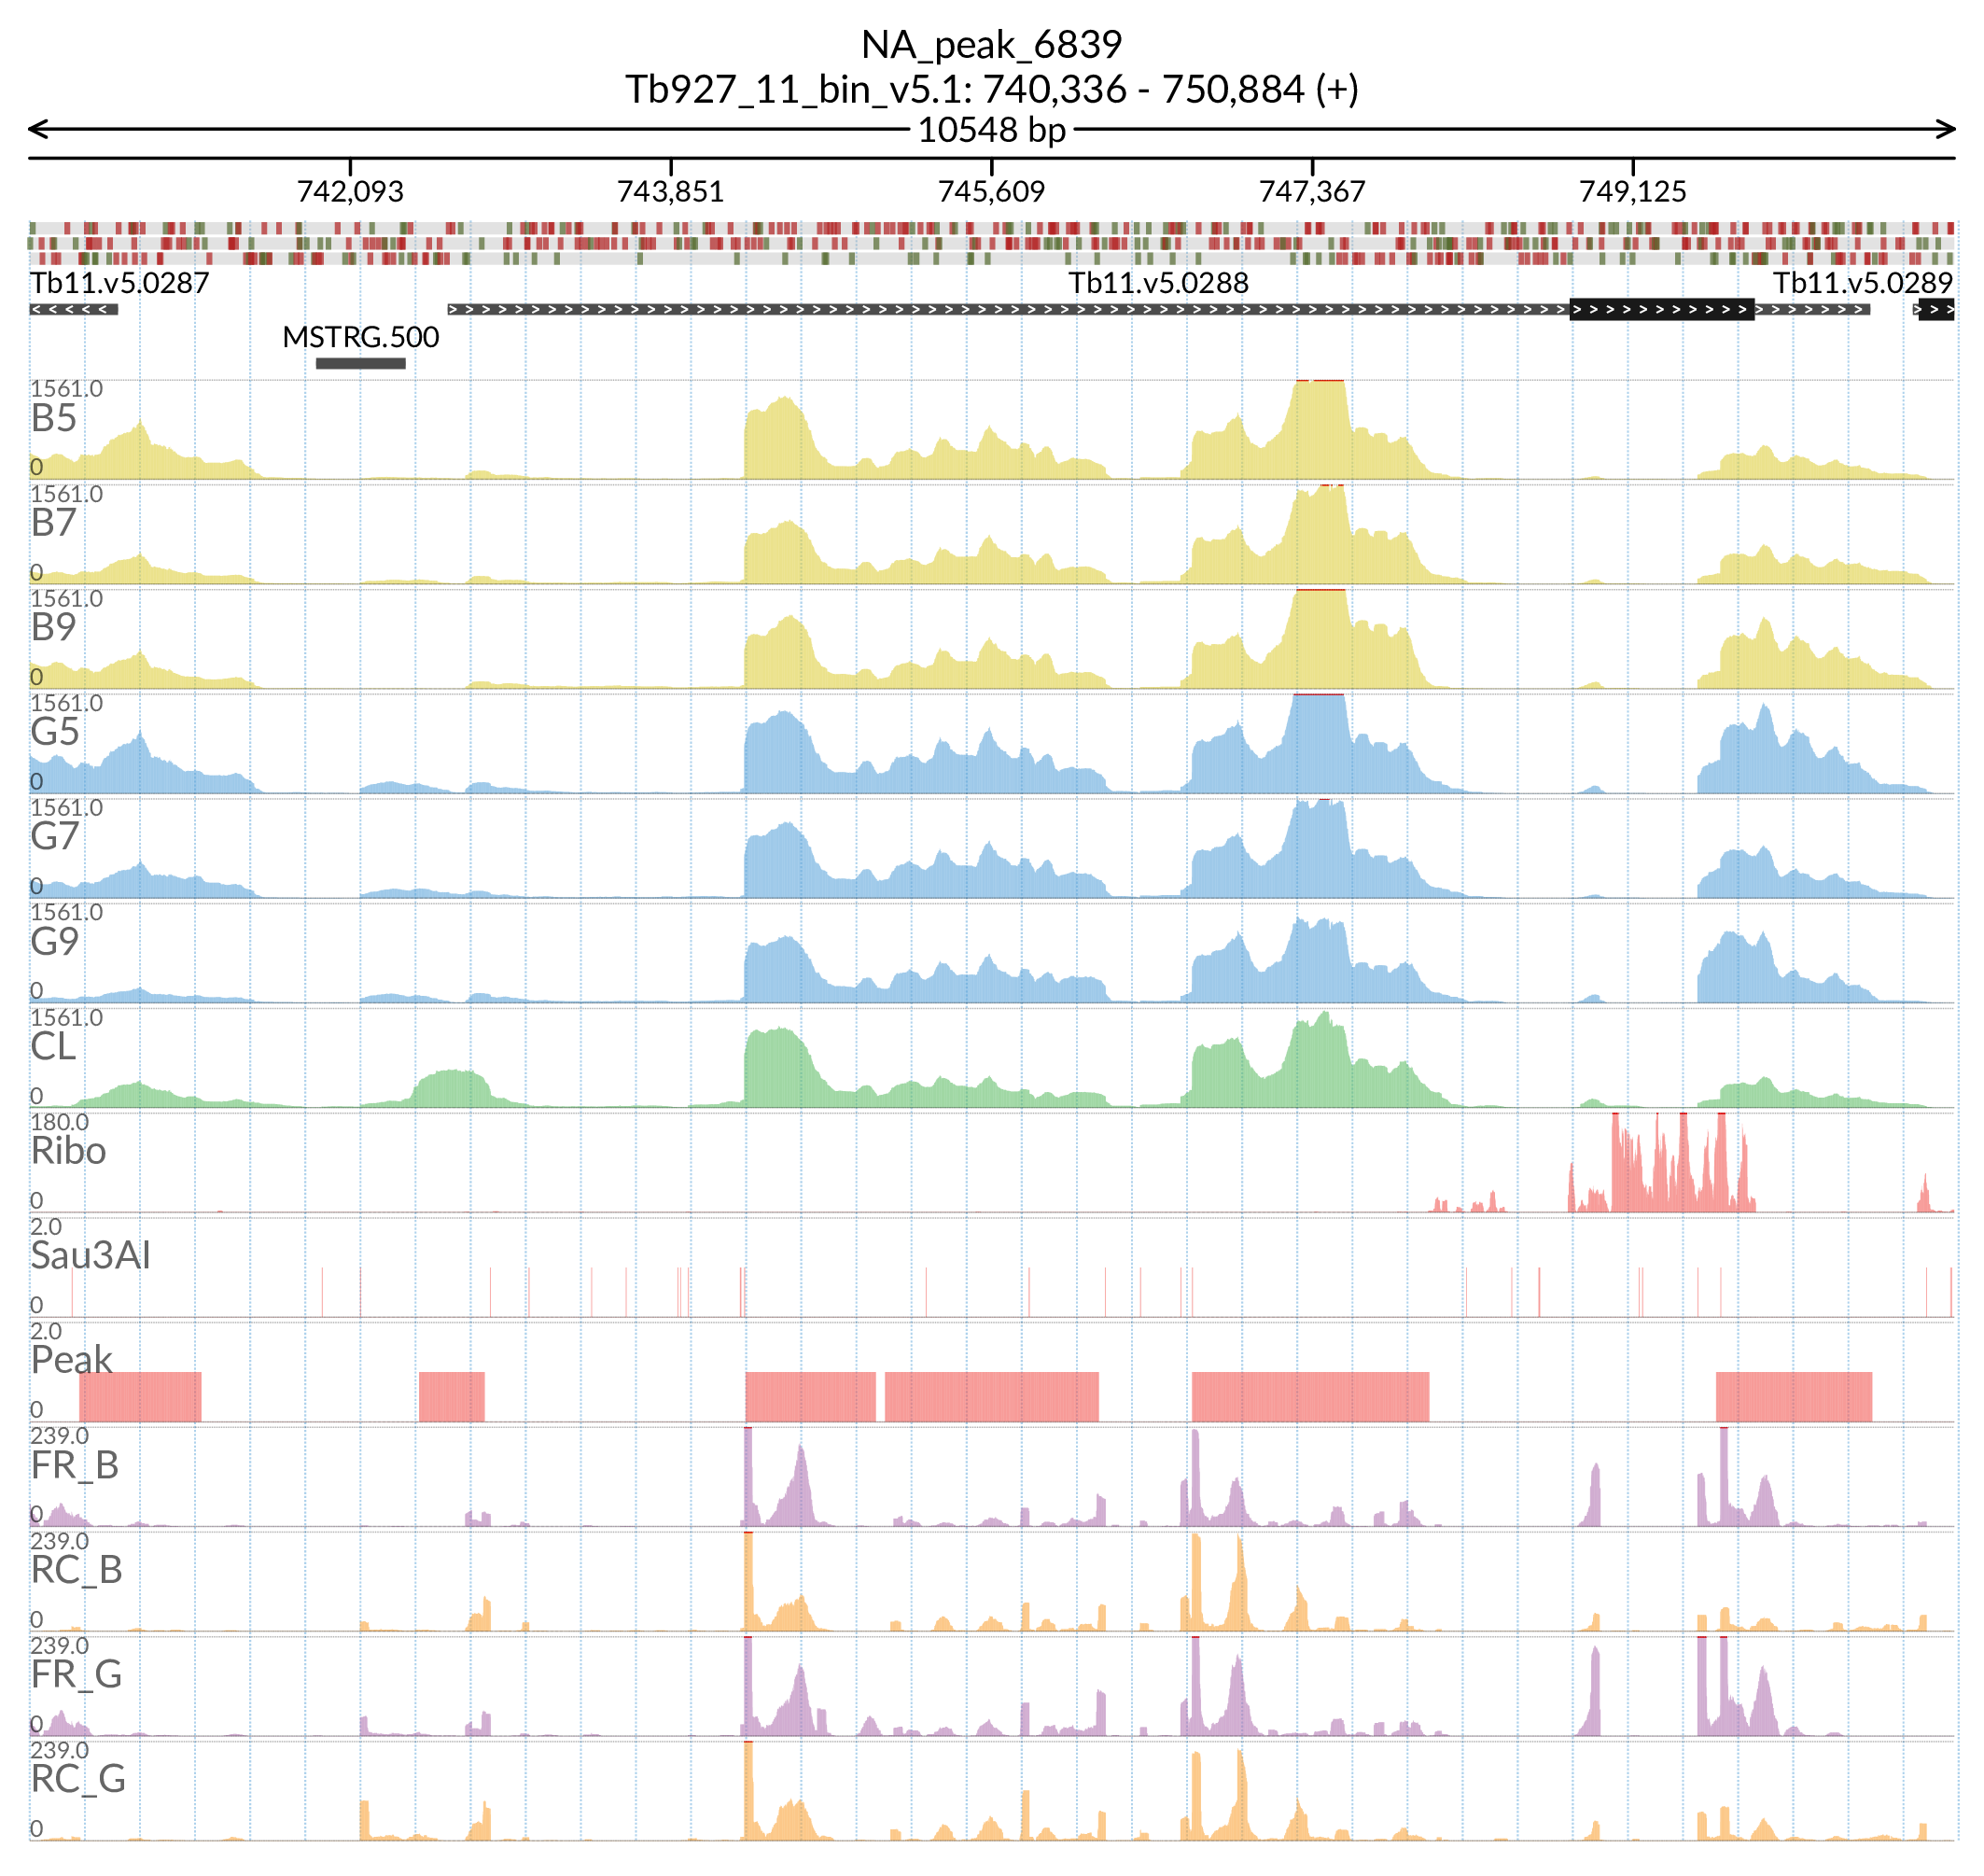 NA_peak_6839
Tb927_11_bin_v5.1: 740,336 - 750,884 (+)
10548 bp
742,093 743,851 745,609 747,367 749,125
Tb11.v5.0287 Tb11.v5.0288 Tb11.v5.0289
MSTRG.500
1561.0
B5
0
1561.0
B7
0
1561.0
B9
0
1561.0
G5
0
1561.0
G7
0
1561.0
G9
0
1561.0
CL
0
180.0
Ribo
0
2.0
Sau3AI
0
2.0
Peak
0
239.0
FR_B
0
239.0
RC_B
0
239.0
FR_G
0
239.0
RC_G
0